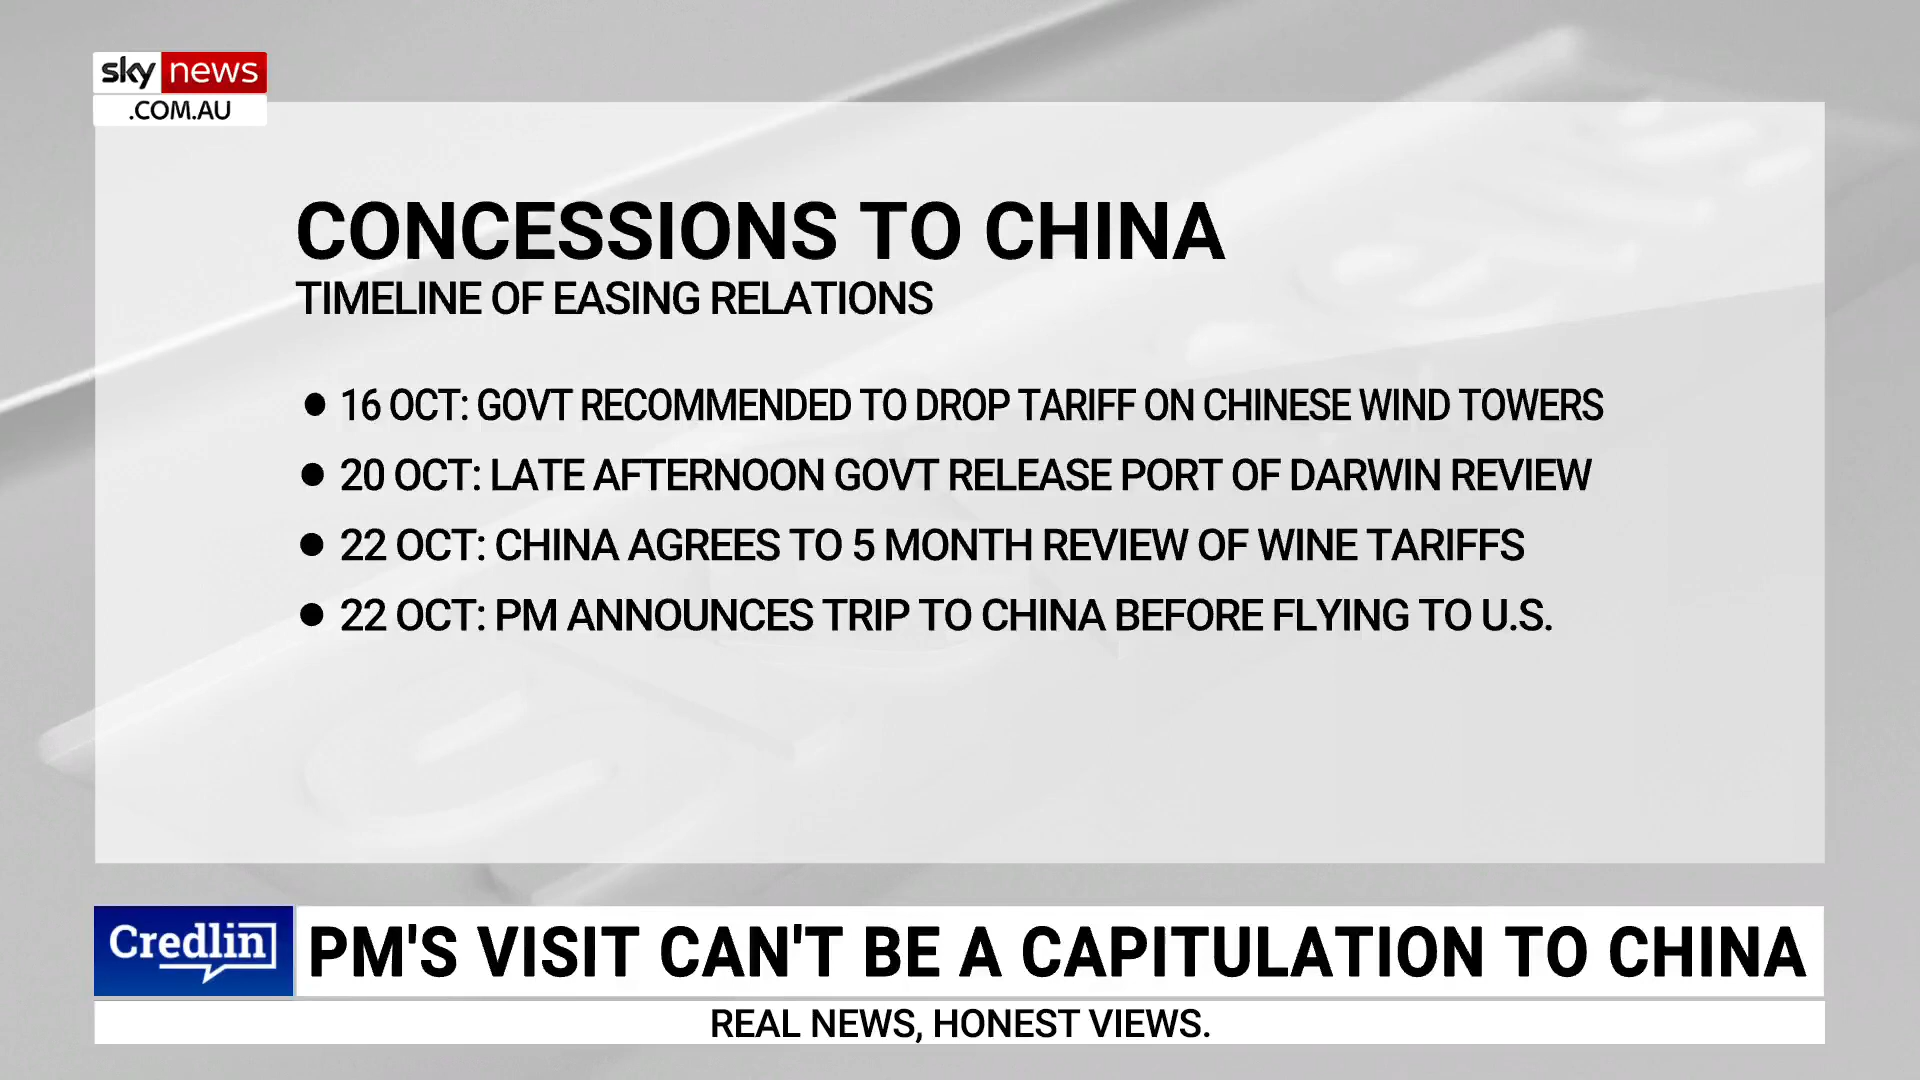 sky news
.COM.AU
CONCESSIONS TO CHINA
TIMELINE OF EASING RELATIONS
● 16 OCT: GOVT RECOMMENDED TO DROP TARIFF ON CHINESE WIND TOWERS
● 20 OCT: LATE AFTERNOON GOVT RELEASE PORT OF DARWIN REVIEW
● 22 OCT: CHINA AGREES TO 5 MONTH REVIEW OF WINE TARIFFS
● 22 OCT: PM ANNOUNCES TRIP TO CHINA BEFORE FLYING TO U.S.
Credlin
PM'S VISIT CAN'T BE A CAPITULATION TO CHINA
REAL NEWS, HONEST VIEWS.